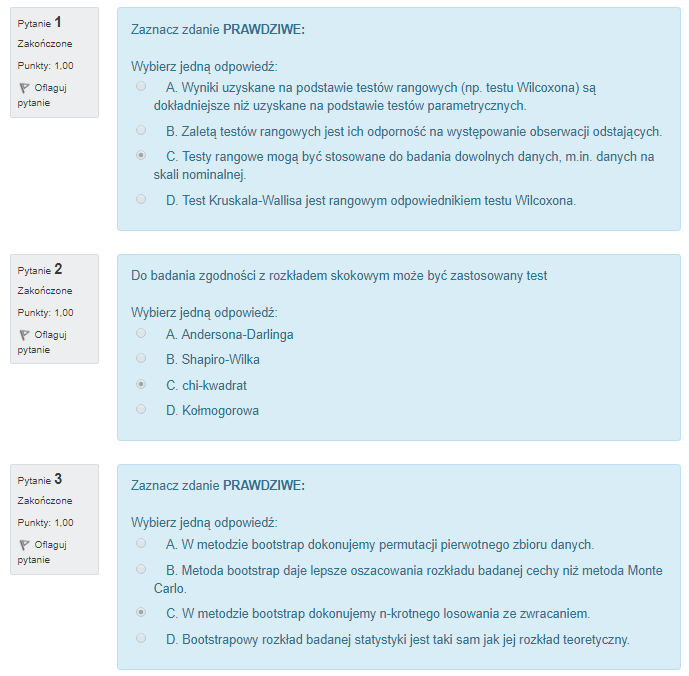 Pytanie 1
Zakończone
Punkty: 1,00
Oflaguj
pytanie
Zaznacz zdanie PRAWDZIWE:
Wybierz jedną odpowiedź:
A. Wyniki uzyskane na podstawie testów rangowych (np. testu Wilcoxona) są
dokładniejsze niż uzyskane na podstawie testów parametrycznych.
B. Zaletą testów rangowych jest ich odporność na występowanie obserwacji odstających.
C. Testy rangowe mogą być stosowane do badania dowolnych danych, m.in. danych na
skali nominalnej.
D. Test Kruskala-Wallisa jest rangowym odpowiednikiem testu Wilcoxona.
Pytanie 2
Zakończone
Punkty: 1,00
Oflaguj
pytanie
Do badania zgodności z rozkładem skokowym może być zastosowany test
Wybierz jedną odpowiedź:
A. Andersona-Darlinga
B. Shapiro-Wilka
C. chi-kwadrat
D. Kołmogorowa
Pytanie 3
Zakończone
Punkty: 1,00
Oflaguj
pytanie
Zaznacz zdanie PRAWDZIWE:
Wybierz jedną odpowiedź:
A. W metodzie bootstrap dokonujemy permutacji pierwotnego zbioru danych.
B. Metoda bootstrap daje lepsze oszacowania rozkładu badanej cechy niż metoda Monte
Carlo.
C. W metodzie bootstrap dokonujemy n-krotnego losowania ze zwracaniem.
D. Bootstrapowy rozkład badanej statystyki jest taki sam jak jej rozkład teoretyczny.